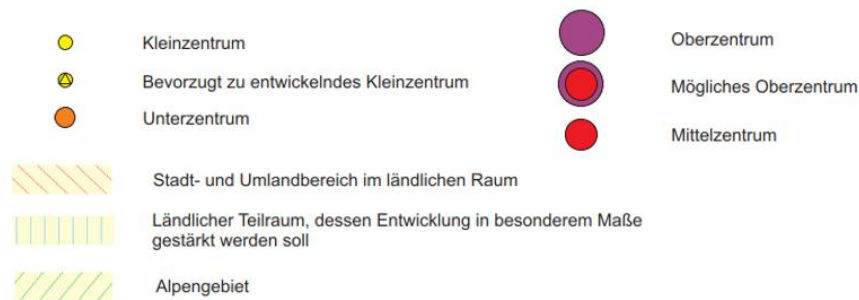 Kleinzentrum
Bevorzugt zu entwickelndes Kleinzentrum
Unterzentrum
Oberzentrum
Mögliches Oberzentrum
Mittelzentrum
Stadt- und Umlandbereich im ländlichen Raum
Ländlicher Teilraum, dessen Entwicklung in besonderem Maße
gestärkt werden soll
Alpengebiet